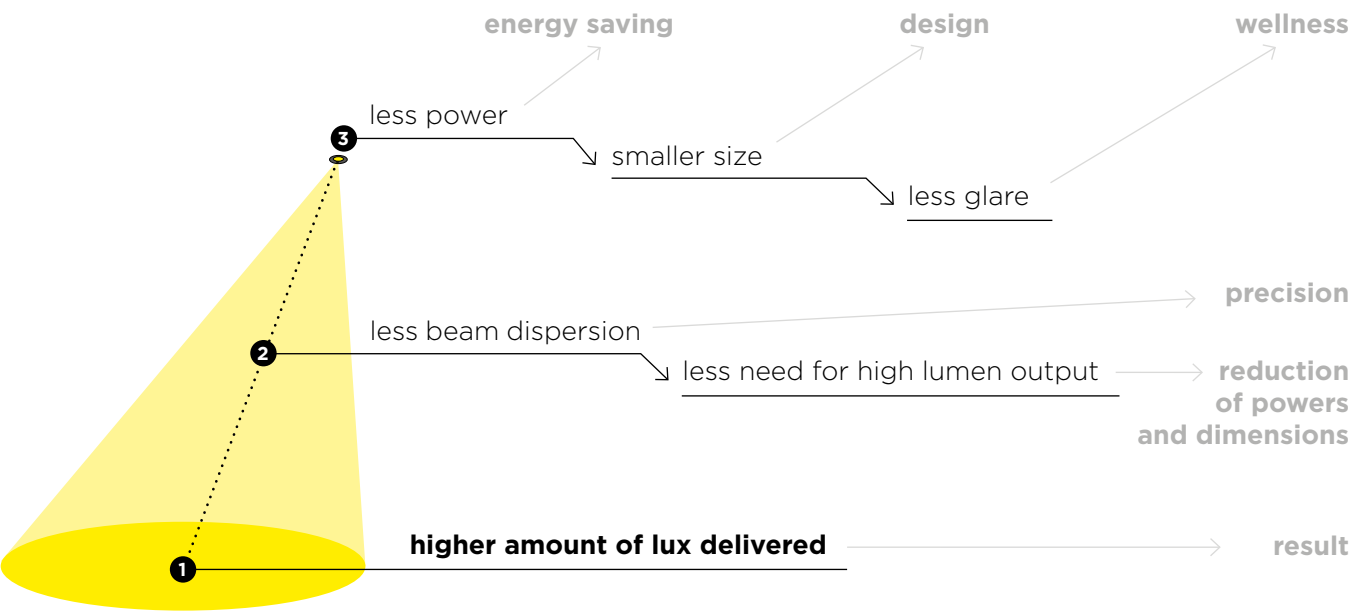 energy saving
design
wellness
less power
3
smaller size
less glare
precision
less beam dispersion
2
less need for high lumen output
reduction
of powers
and dimensions
higher amount of lux delivered
result
1